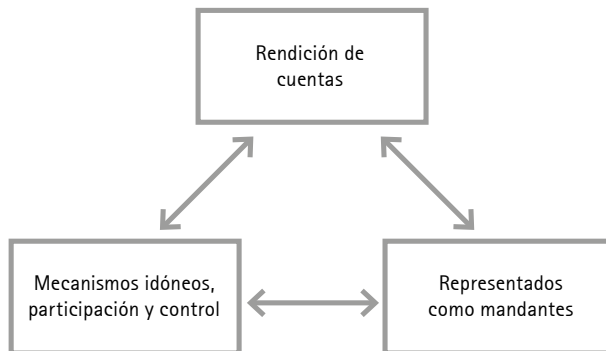 Rendición de
cuentas
Mecanismos idóneos,
participación y control
Representados
como mandantes